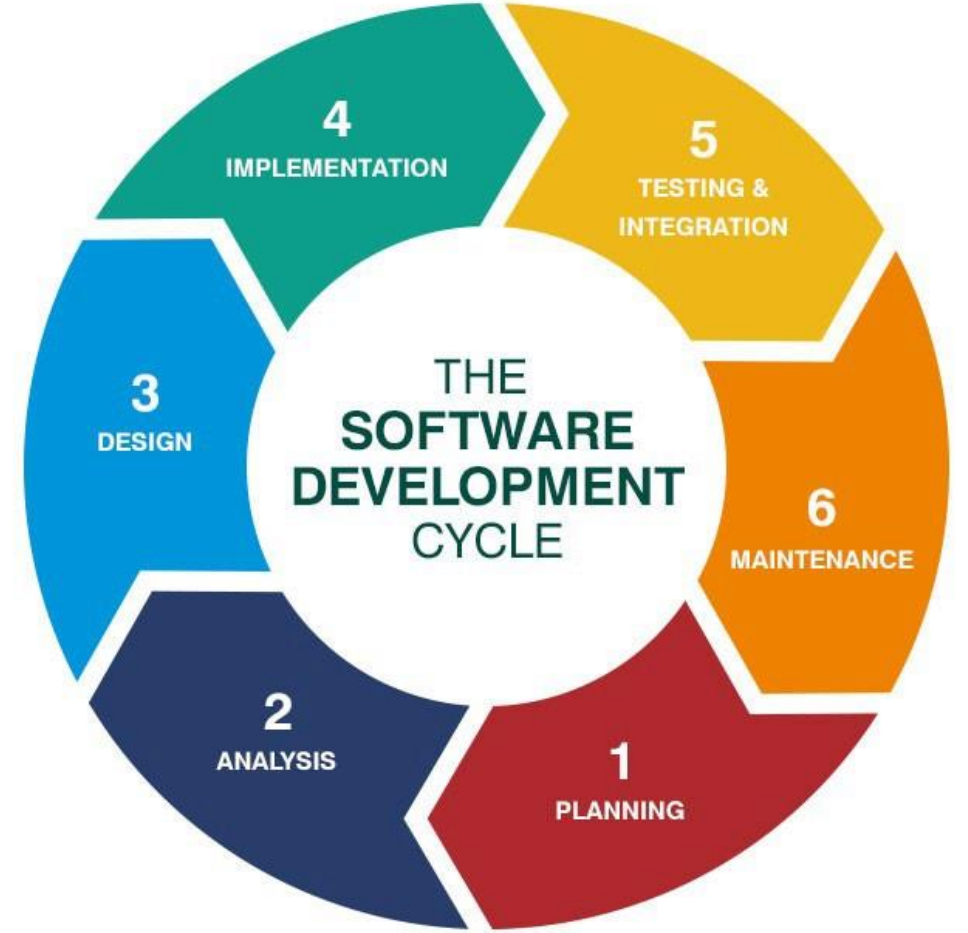 THE
SOFTWARE
DEVELOPMENT
CYCLE
1
PLANNING
2
ANALYSIS
3
DESIGN
4
IMPLEMENTATION
5
TESTING &
INTEGRATION
6
MAINTENANCE